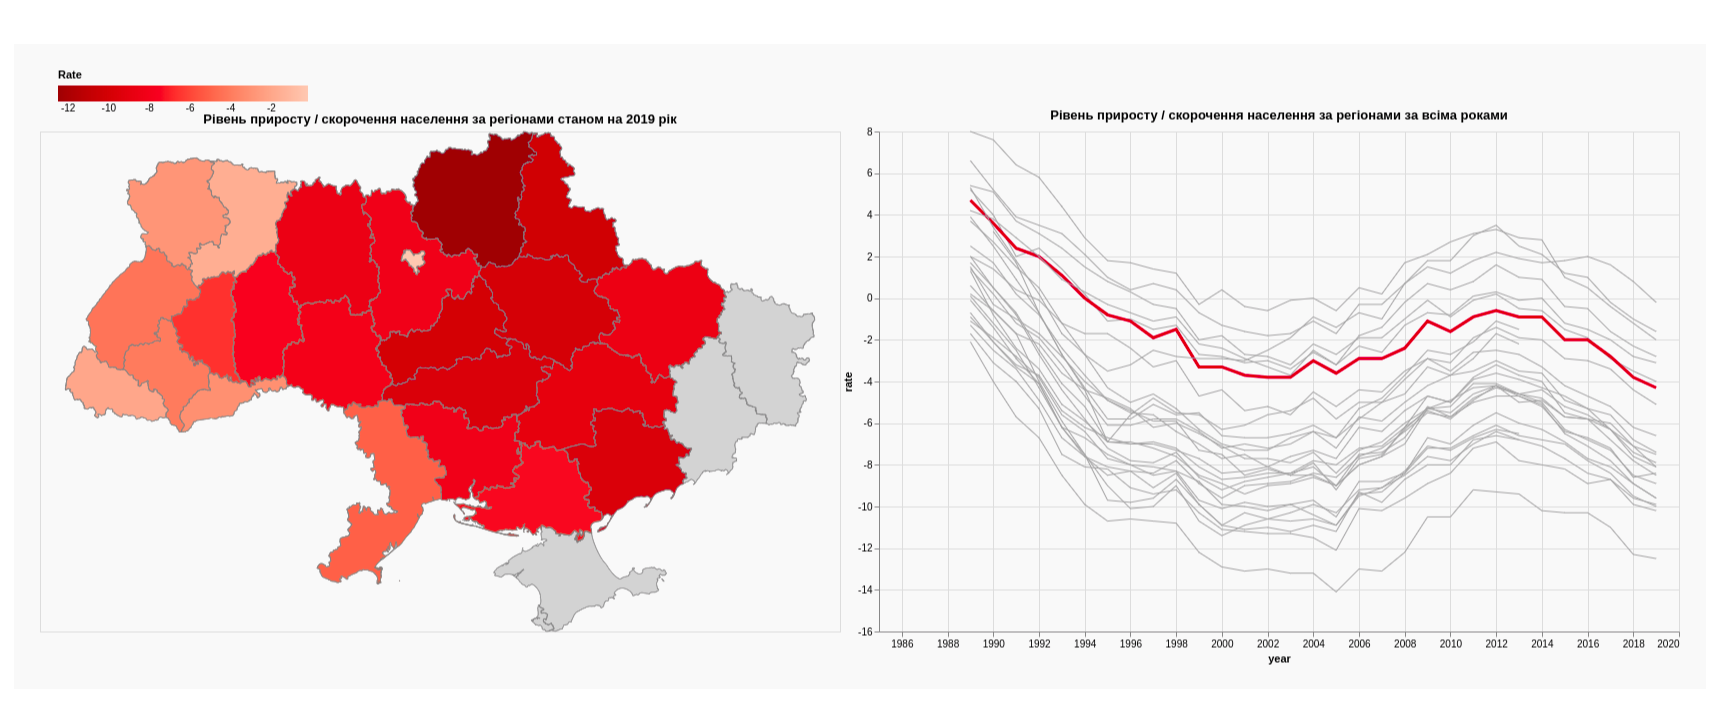 Rate
-12 -10 -8 -6 -4 -2
Рівень приросту / скорочення населення за регіонами станом на 2019 рік
Рівень приросту / скорочення населення за регіонами за всіма роками
8
6
4
2
0
-2
-4
-6
-8
-10
-12
-14
-16
rate
1986 1988 1990 1992 1994 1996 1998 2000 2002 2004 2006 2008 2010 2012 2014 2016 2018 2020
year